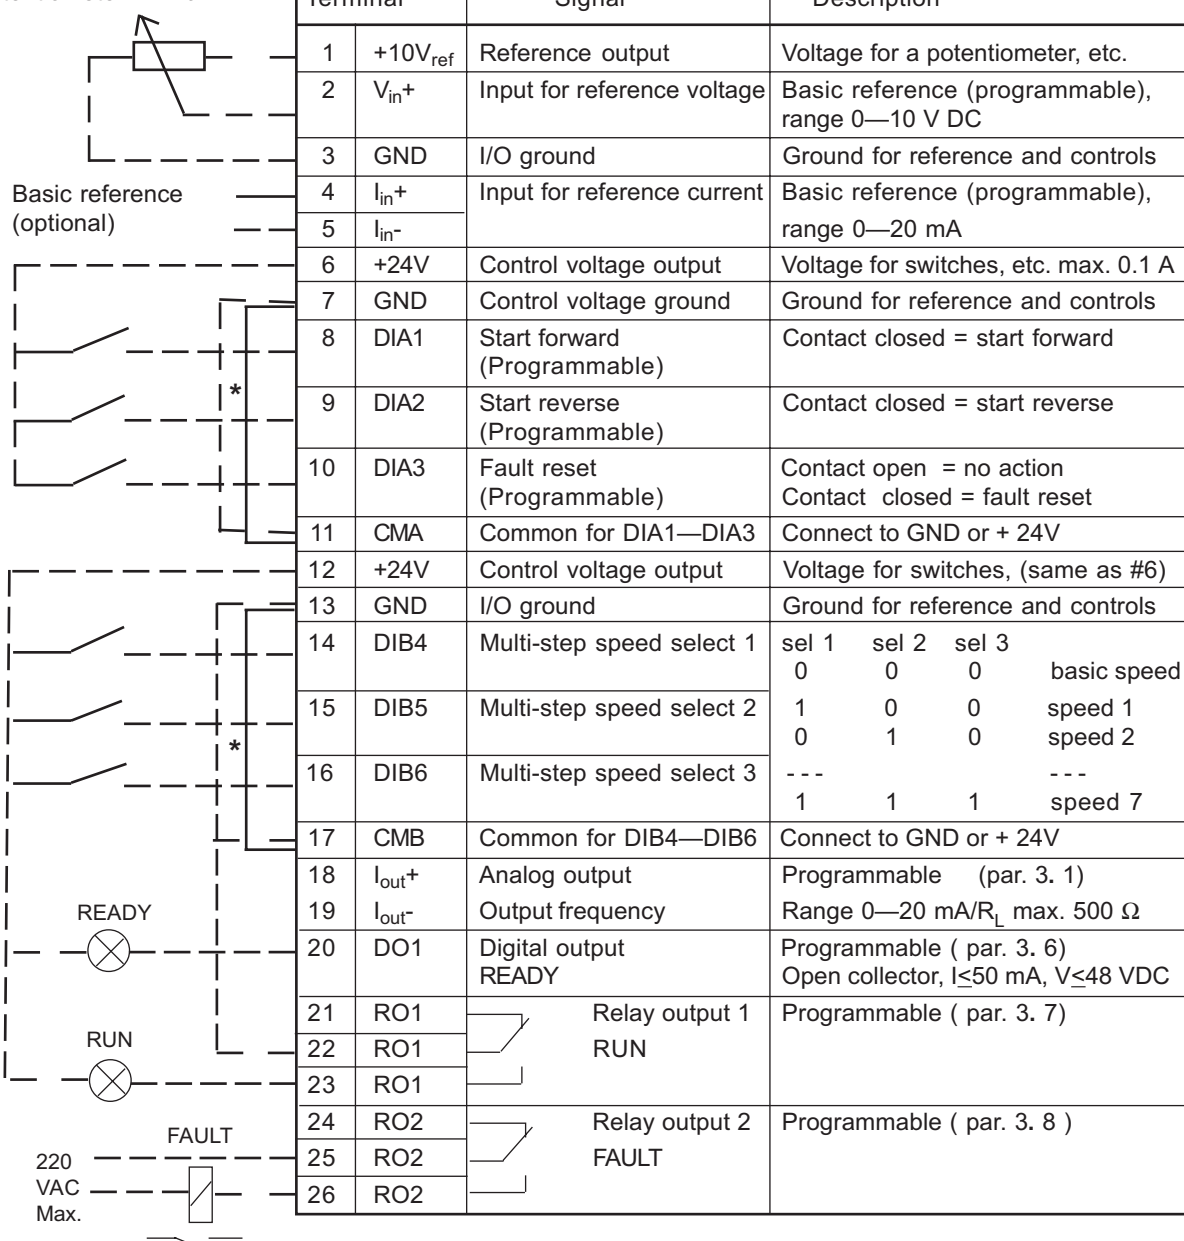 Terminal Signal Description
1 +10Vref Reference output Voltage for a potentiometer, etc.
2 Vin+ Input for reference voltage Basic reference (programmable),
range 0—10 V DC
3 GND I/O ground Ground for reference and controls
Basic reference
(optional)
4 Iin+ Input for reference current Basic reference (programmable),
5 Iin- range 0—20 mA
6 +24V Control voltage output Voltage for switches, etc. max. 0.1 A
7 GND Control voltage ground Ground for reference and controls
8 DIA1 Start forward Contact closed = start forward
(Programmable)
*
9 DIA2 Start reverse Contact closed = start reverse
(Programmable)
10 DIA3 Fault reset Contact open = no action
(Programmable) Contact closed = fault reset
11 CMA Common for DIA1—DIA3 Connect to GND or + 24V
12 +24V Control voltage output Voltage for switches, (same as #6)
13 GND I/O ground Ground for reference and controls
14 DIB4 Multi-step speed select 1 sel 1 sel 2 sel 3
0 0 0 basic speed
15 DIB5 Multi-step speed select 2 1 0 0 speed 1
0 1 0 speed 2
*
16 DIB6 Multi-step speed select 3 - - - - - -
1 1 1 speed 7
17 CMB Common for DIB4—DIB6 Connect to GND or + 24V
18 Iout+ Analog output Programmable (par. 3. 1)
19 Iout- Output frequency Range 0—20 mA/RL max. 500 Ω
READY
20 DO1 Digital output Programmable ( par. 3. 6)
READY Open collector, I≤50 mA, V≤48 VDC
21 RO1 Relay output 1 Programmable ( par. 3. 7)
RUN
22 RO1 RUN
23 RO1
24 RO2 Relay output 2 Programmable ( par. 3. 8 )
FAULT
25 RO2 FAULT
26 RO2
220
VAC
Max.